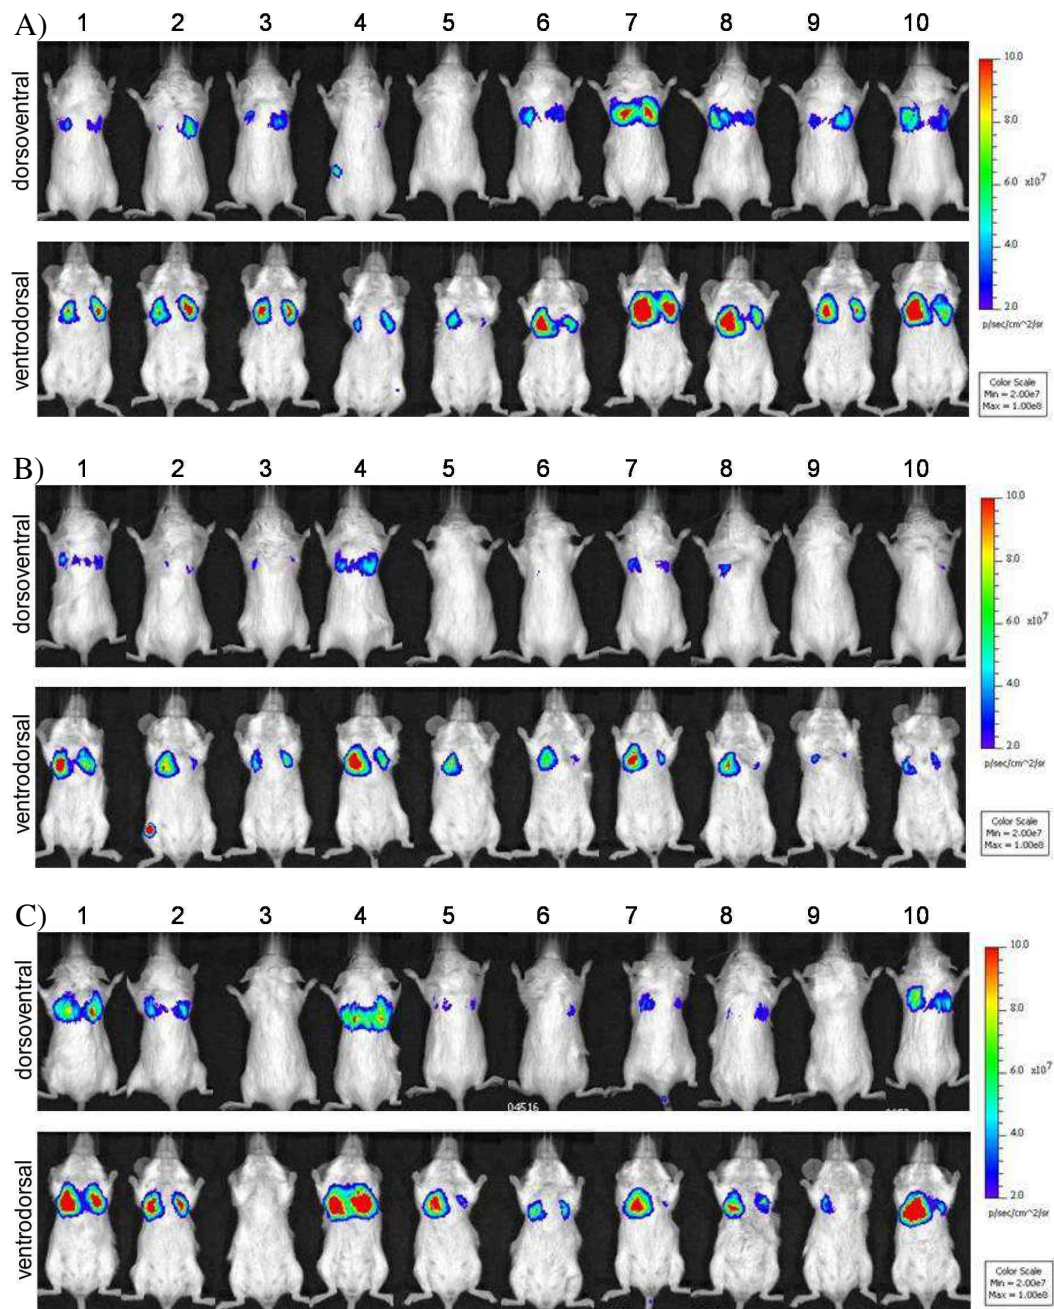 A) 1 2 3 4 5 6 7 8 9 10
dorsoventral
10.0
8.0
6.0 x10^7
4.0
2.0
p/sec/cm^2/sr
ventrodorsal
Color Scale
Min = 2.00e7
Max = 1.00e8
B) 1 2 3 4 5 6 7 8 9 10
dorsoventral
10.0
8.0
6.0 x10^7
4.0
2.0
p/sec/cm^2/sr
ventrodorsal
Color Scale
Min = 2.00e7
Max = 1.00e8
C) 1 2 3 4 5 6 7 8 9 10
dorsoventral
04516
10.0
8.0
6.0 x10^7
4.0
2.0
p/sec/cm^2/sr
ventrodorsal
Color Scale
Min = 2.00e7
Max = 1.00e8